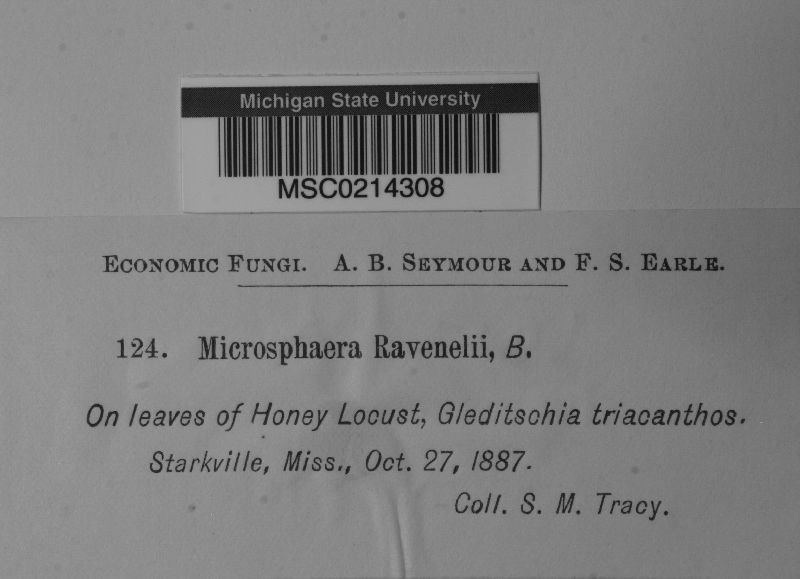 Michigan State University
MSC0214308
Economic Fungi. A. B. Seymour and F. S. Earle.
124. Microsphaera Ravenelii, B.
On leaves of Honey Locust, Gleditschia triacanthos.
Starkville, Miss., Oct. 27, 1887.
Coll. S. M. Tracy.